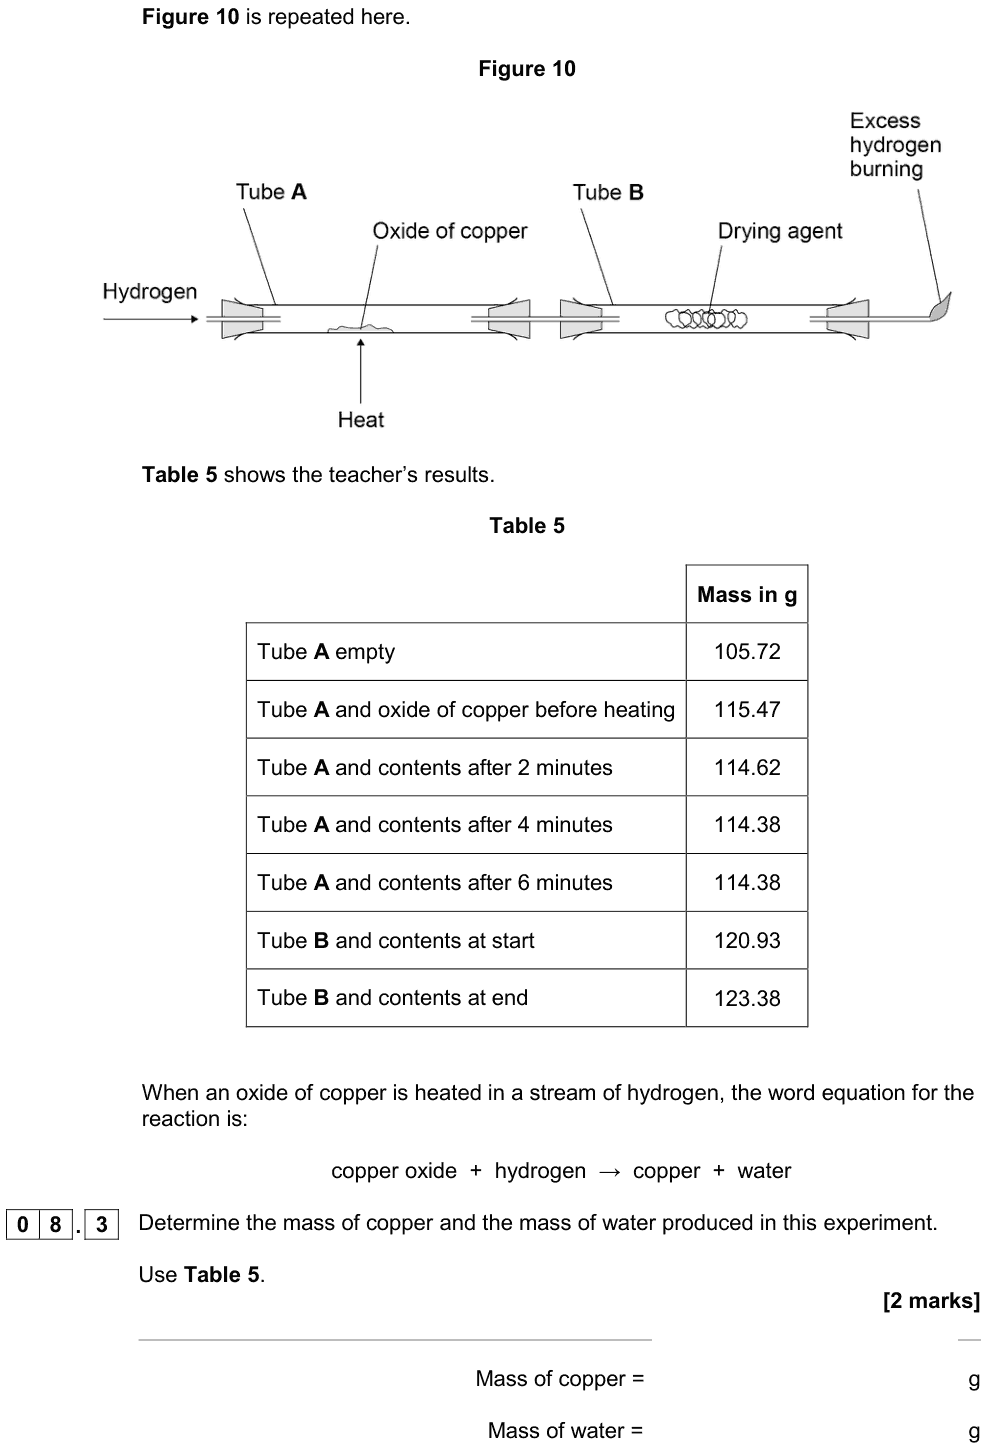 Figure 10 is repeated here.
Figure 10
Excess
hydrogen
burning
Tube A
Tube B
Oxide of copper
Drying agent
Hydrogen
Heat
Table 5 shows the teacher's results.
Table 5
Mass in g
Tube A empty 105.72
Tube A and oxide of copper before heating 115.47
Tube A and contents after 2 minutes 114.62
Tube A and contents after 4 minutes 114.38
Tube A and contents after 6 minutes 114.38
Tube B and contents at start 120.93
Tube B and contents at end 123.38
When an oxide of copper is heated in a stream of hydrogen, the word equation for the
reaction is:
copper oxide + hydrogen → copper + water
0 8 . 3 Determine the mass of copper and the mass of water produced in this experiment.
Use Table 5.
[2 marks]
Mass of copper = g
Mass of water = g